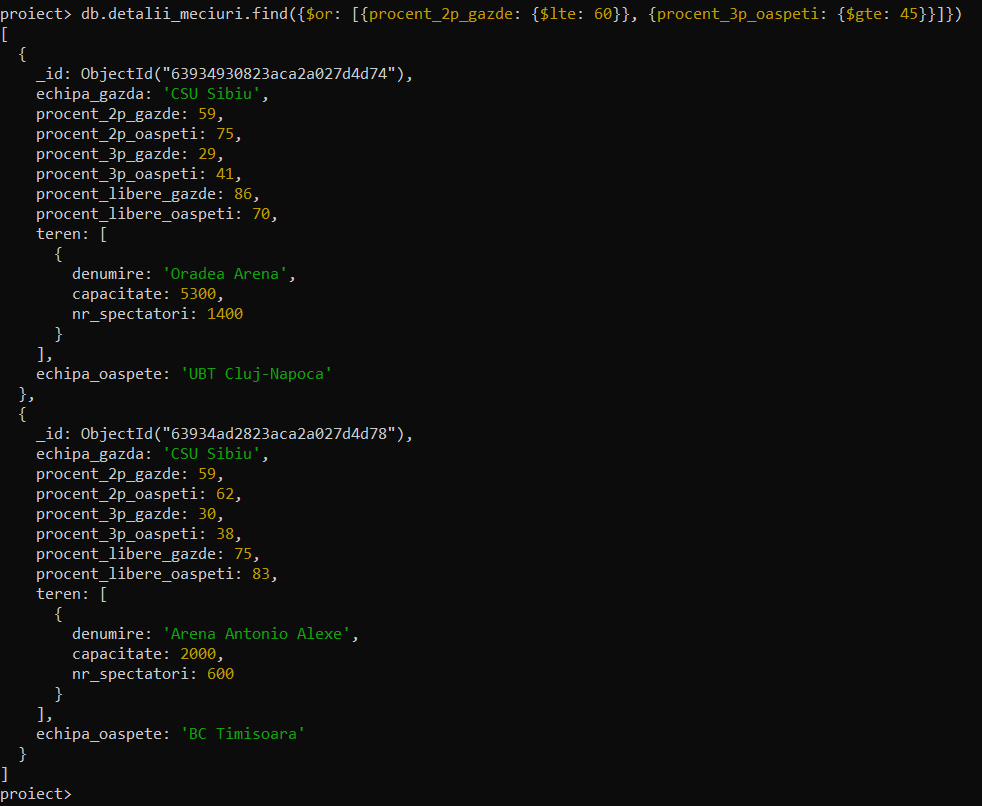 proiect> db.detalii_meciuri.find({$or: [{procent_2p_gazde: {$lte: 60}}, {procent_3p_oaspeti: {$gte: 45}}]})
[
  {
    _id: ObjectId("63934930823aca2a027d4d74"),
    echipa_gazda: 'CSU Sibiu',
    procent_2p_gazde: 59,
    procent_2p_oaspeti: 75,
    procent_3p_gazde: 29,
    procent_3p_oaspeti: 41,
    procent_libere_gazde: 86,
    procent_libere_oaspeti: 70,
    teren: [
      {
        denumire: 'Oradea Arena',
        capacitate: 5300,
        nr_spectatori: 1400
      }
    ],
    echipa_oaspete: 'UBT Cluj-Napoca'
  },
  {
    _id: ObjectId("63934ad2823aca2a027d4d78"),
    echipa_gazda: 'CSU Sibiu',
    procent_2p_gazde: 59,
    procent_2p_oaspeti: 62,
    procent_3p_gazde: 30,
    procent_3p_oaspeti: 38,
    procent_libere_gazde: 75,
    procent_libere_oaspeti: 83,
    teren: [
      {
        denumire: 'Arena Antonio Alexe',
        capacitate: 2000,
        nr_spectatori: 600
      }
    ],
    echipa_oaspete: 'BC Timisoara'
  }
]
proiect>